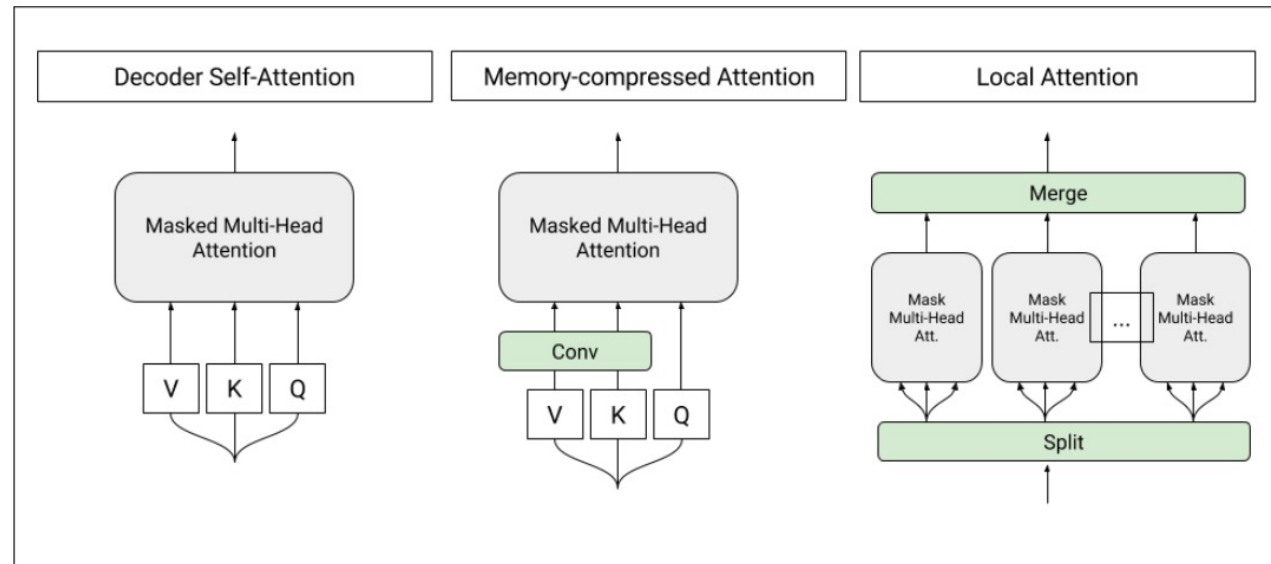 Decoder Self-Attention
Masked Multi-Head
Attention
V K Q
Memory-compressed Attention
Masked Multi-Head
Attention
Conv
V K Q
Local Attention
Merge
Mask
Multi-Head
Att.
Mask
Multi-Head
Att.
...
Mask
Multi-Head
Att.
Split